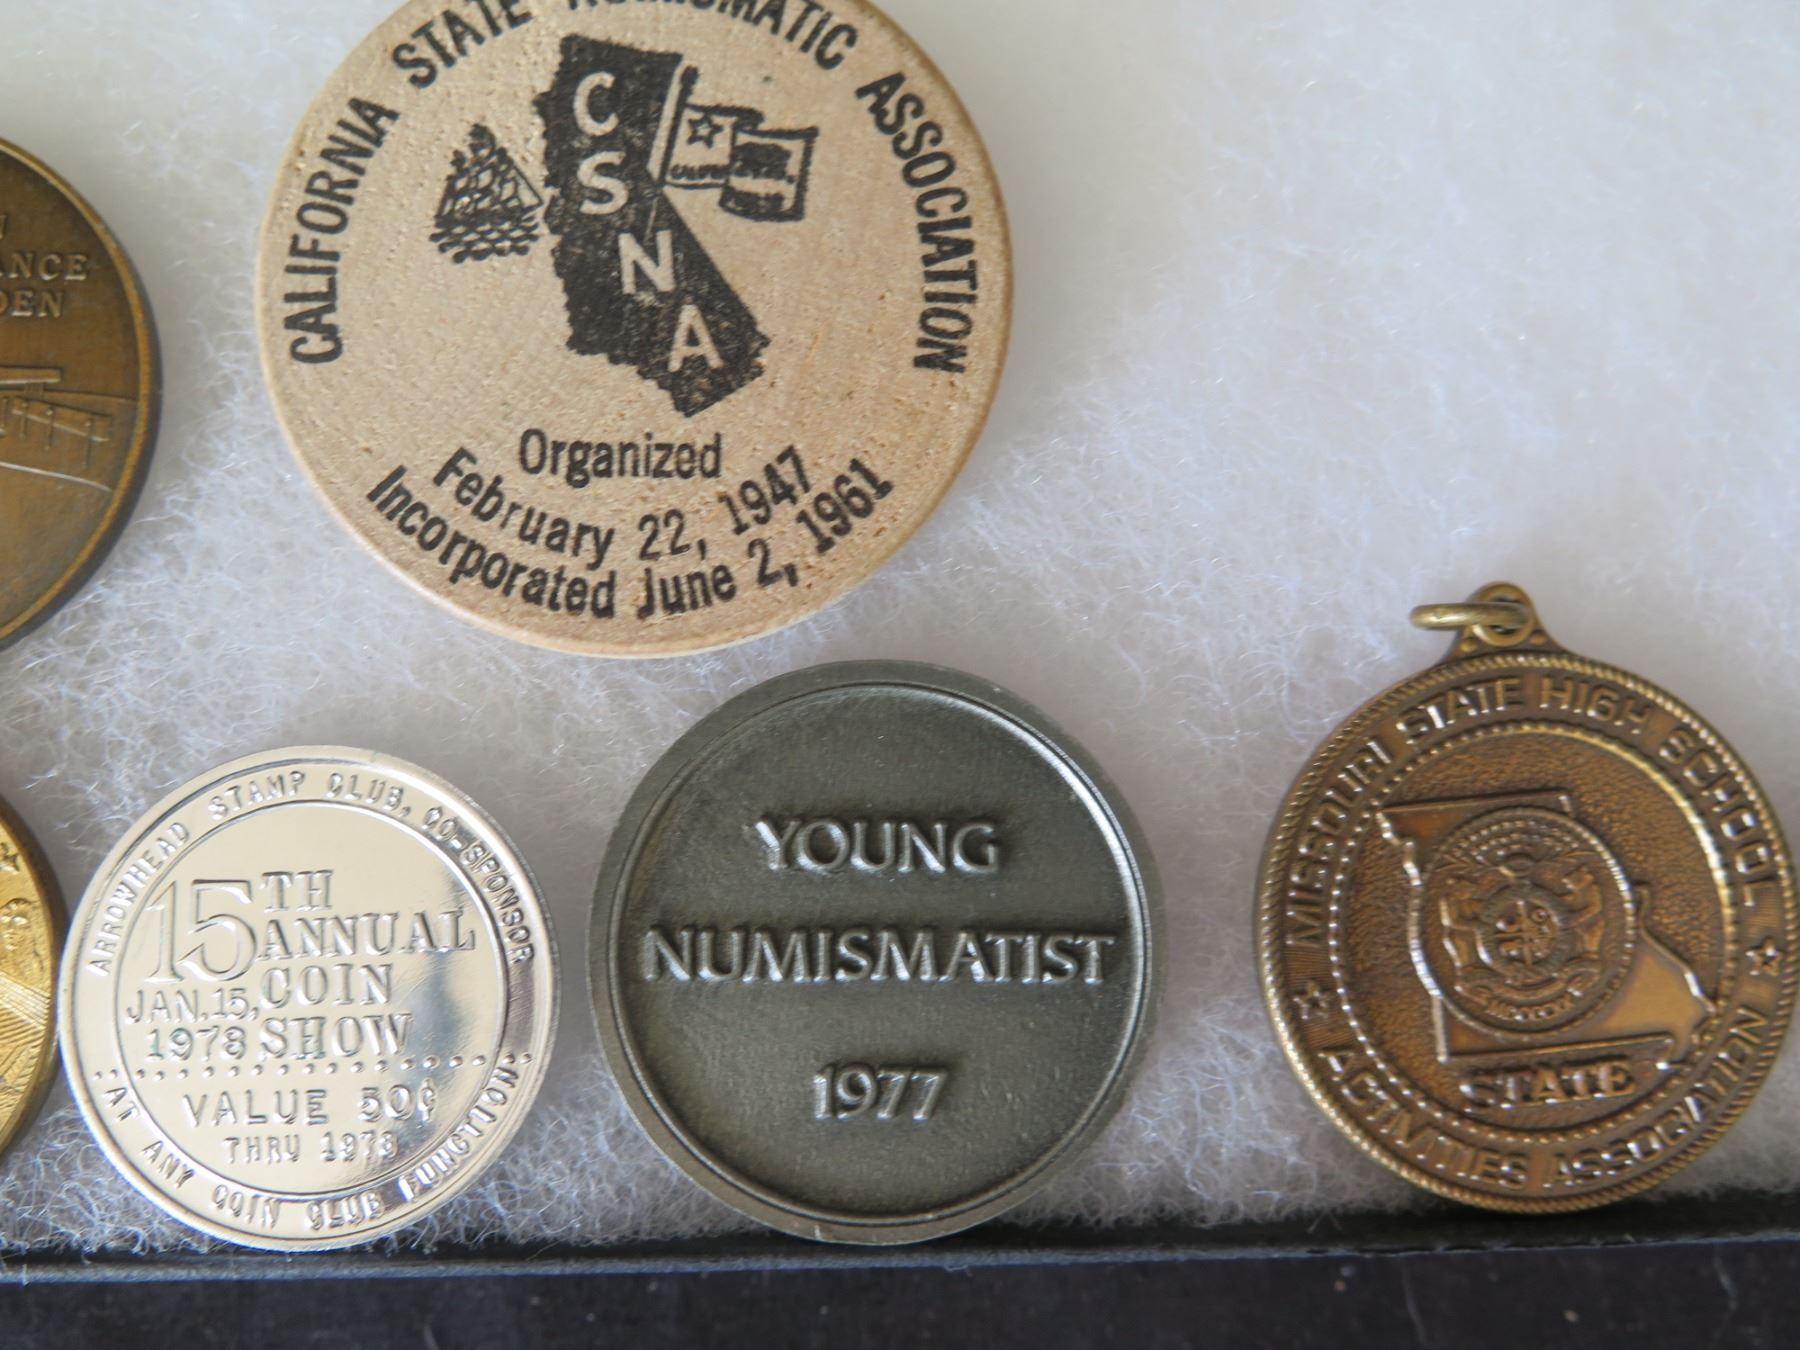 ANCE
DEN
CALIFORNIA STATE NUMISMATIC ASSOCIATION
C
S
N
A
Organized
February 22, 1947
Incorporated June 2, 1961
ARROWHEAD STAMP CLUB, CO-SPONSOR
15TH
ANNUAL
COIN
SHOW
JAN. 15,
1978
VALUE 50¢
THRU 1978
AT ANY COIN CLUB FUNCTION
YOUNG
NUMISMATIST
1977
MISSOURI STATE HIGH SCHOOL
ACTIVITIES ASSOCIATION
STATE